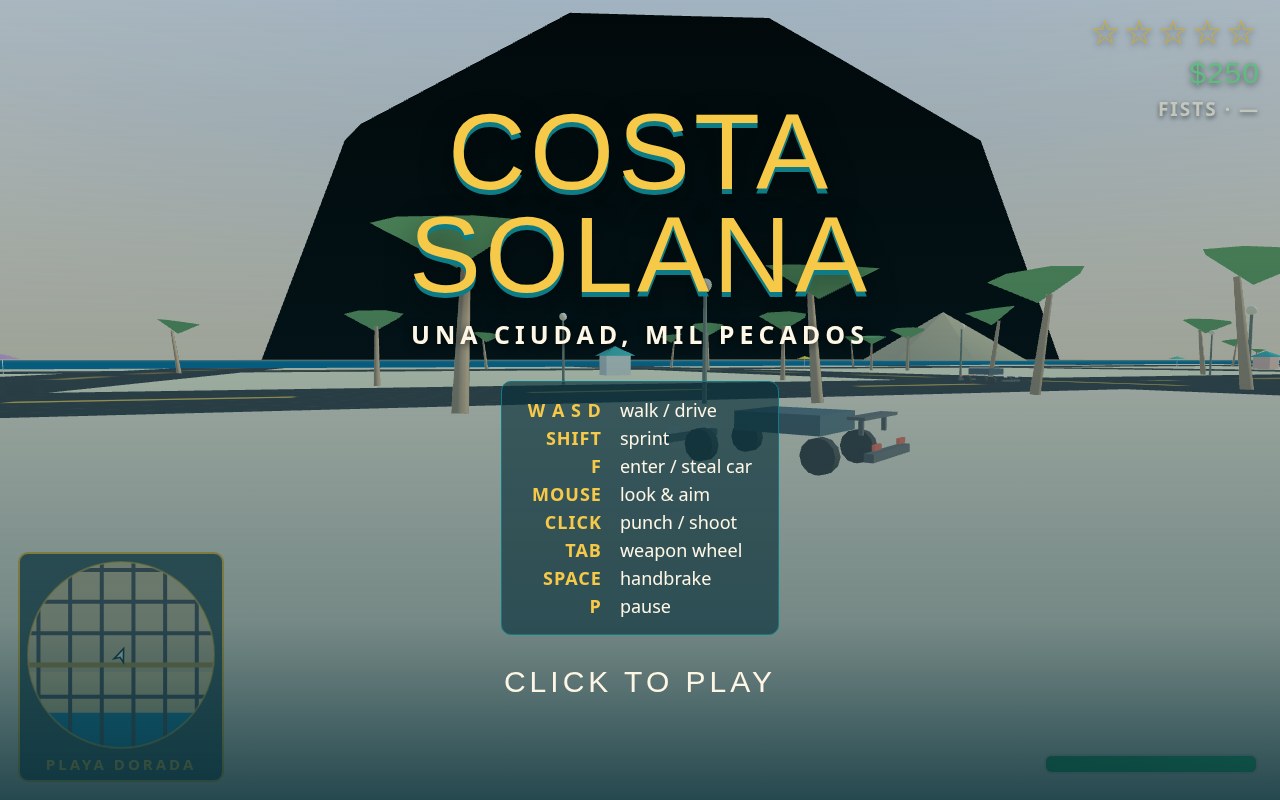 ☆☆☆☆☆
$250
FISTS · —
COSTA
SOLANA
UNA CIUDAD, MIL PECADOS
W A S D walk / drive
SHIFT sprint
F enter / steal car
MOUSE look & aim
CLICK punch / shoot
TAB weapon wheel
SPACE handbrake
P pause
CLICK TO PLAY
PLAYA DORADA